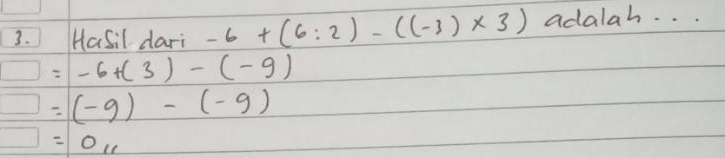 3. Hasil dari -6 + (6:2) - ((-3) × 3) adalah...
= -6+(3) - (-9)
= (-9) - (-9)
= 0,,